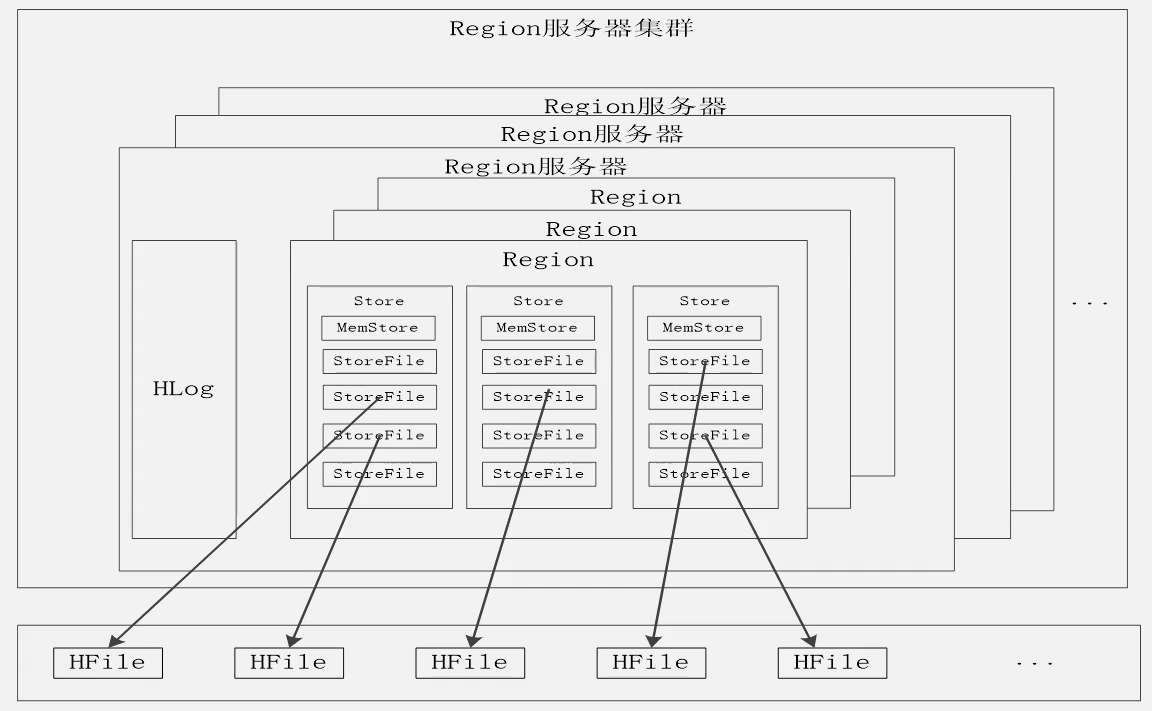 Region服务器集群
Region服务器
Region服务器
Region服务器
Region
Region
Region
Store Store Store
MemStore MemStore MemStore
StoreFile StoreFile StoreFile
HLog
StoreFile StoreFile StoreFile
StoreFile StoreFile StoreFile
StoreFile StoreFile StoreFile
...
HFile HFile HFile HFile HFile ...